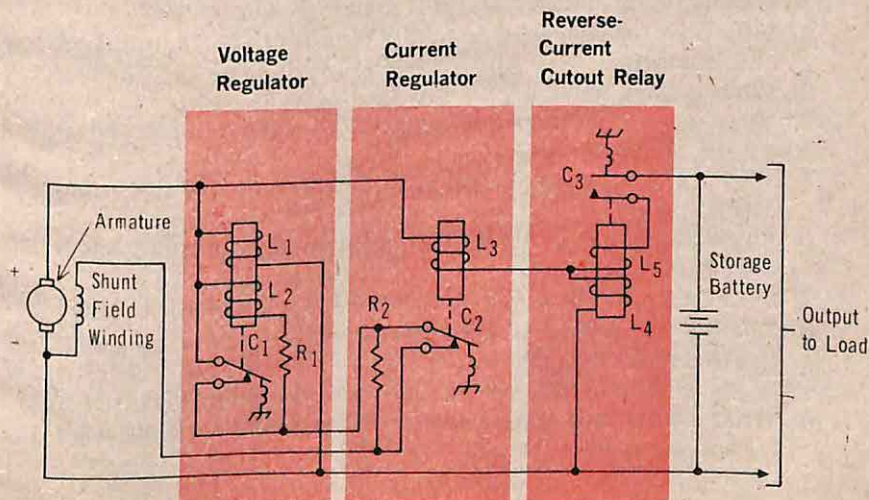 Voltage
Regulator
Current
Regulator
Reverse-
Current
Cutout Relay
C3
Armature
L1
L3
L5
+
Shunt
Field
Winding
L2
R2
C2
Storage
Battery
L4
-
C1
R1
Output
to Load